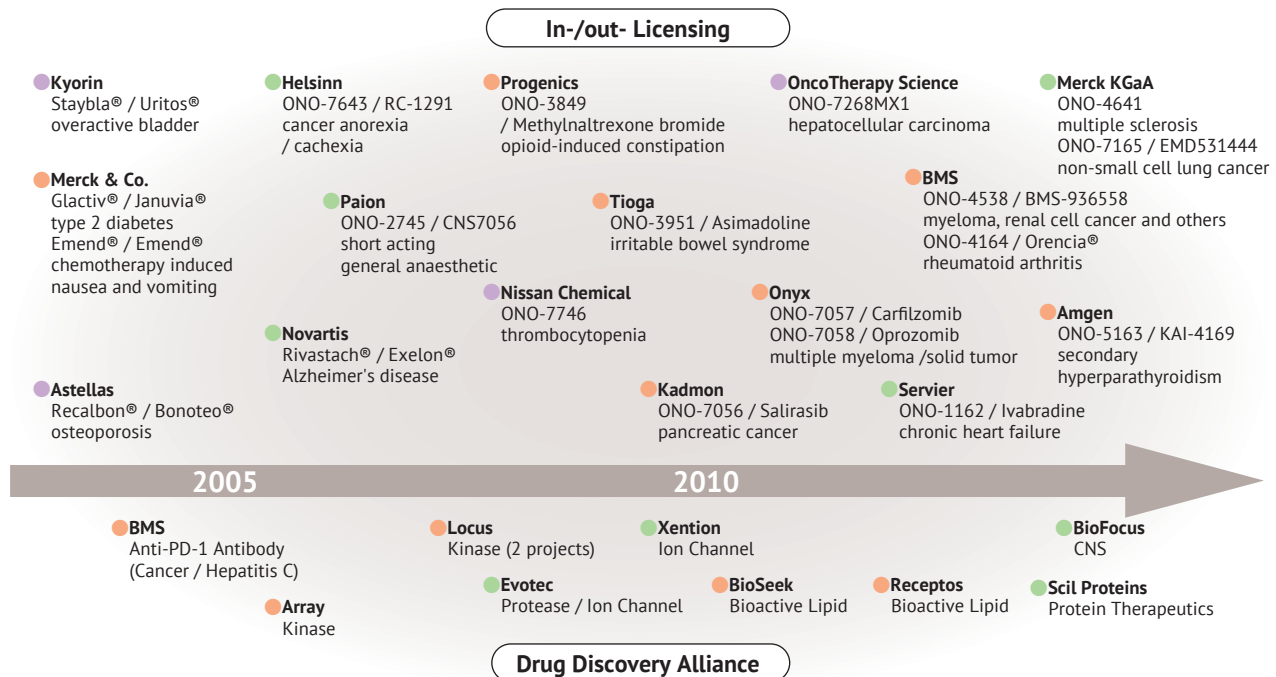 In-/out- Licensing
Kyorin
Staybla® / Uritos®
overactive bladder
Helsinn
ONO-7643 / RC-1291
cancer anorexia
/ cachexia
Progenics
ONO-3849
/ Methylnaltrexone bromide
opioid-induced constipation
OncoTherapy Science
ONO-7268MX1
hepatocellular carcinoma
Merck KGaA
ONO-4641
multiple sclerosis
ONO-7165 / EMD531444
non-small cell lung cancer
Merck & Co.
Glactiv® / Januvia®
type 2 diabetes
Emend® / Emend®
chemotherapy induced
nausea and vomiting
Paion
ONO-2745 / CNS7056
short acting
general anaesthetic
Tioga
ONO-3951 / Asimadoline
irritable bowel syndrome
BMS
ONO-4538 / BMS-936558
myeloma, renal cell cancer and others
ONO-4164 / Orencia®
rheumatoid arthritis
Nissan Chemical
ONO-7746
thrombocytopenia
Onyx
ONO-7057 / Carfilzomib
ONO-7058 / Oprozomib
multiple myeloma /solid tumor
Amgen
ONO-5163 / KAI-4169
secondary
hyperparathyroidism
Novartis
Rivastach® / Exelon®
Alzheimer's disease
Astellas
Recalbon® / Bonoteo®
osteoporosis
Kadmon
ONO-7056 / Salirasib
pancreatic cancer
Servier
ONO-1162 / Ivabradine
chronic heart failure
2005
2010
BMS
Anti-PD-1 Antibody
(Cancer / Hepatitis C)
Locus
Kinase (2 projects)
Xention
Ion Channel
BioFocus
CNS
Array
Kinase
Evotec
Protease / Ion Channel
BioSeek
Bioactive Lipid
Receptos
Bioactive Lipid
Scil Proteins
Protein Therapeutics
Drug Discovery Alliance